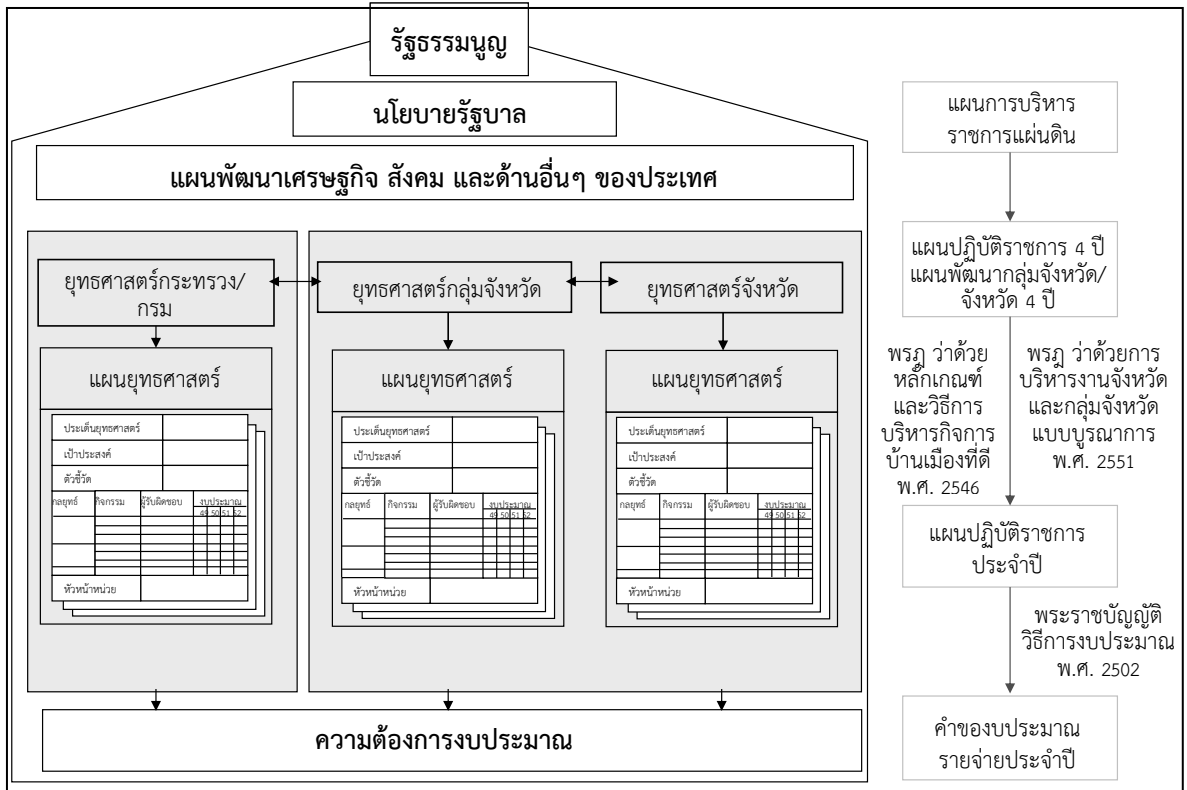 รัฐธรรมนูญ
นโยบายรัฐบาล
แผนพัฒนาเศรษฐกิจ สังคม และด้านอื่นๆ ของประเทศ
ยุทธศาสตร์กระทรวง/
กรม
ยุทธศาสตร์กลุ่มจังหวัด
ยุทธศาสตร์จังหวัด
แผนยุทธศาสตร์
ประเด็นยุทธศาสตร์
เป้าประสงค์
ตัวชี้วัด
กลยุทธ์ กิจกรรม ผู้รับผิดชอบ งบประมาณ
49 50 51 52
หัวหน้าหน่วย
แผนยุทธศาสตร์
ประเด็นยุทธศาสตร์
เป้าประสงค์
ตัวชี้วัด
กลยุทธ์ กิจกรรม ผู้รับผิดชอบ งบประมาณ
49 50 51 52
หัวหน้าหน่วย
แผนยุทธศาสตร์
ประเด็นยุทธศาสตร์
เป้าประสงค์
ตัวชี้วัด
กลยุทธ์ กิจกรรม ผู้รับผิดชอบ งบประมาณ
49 50 51 52
หัวหน้าหน่วย
ความต้องการงบประมาณ
แผนการบริหาร
ราชการแผ่นดิน
แผนปฏิบัติราชการ 4 ปี
แผนพัฒนากลุ่มจังหวัด/
จังหวัด 4 ปี
พรฎ ว่าด้วย
หลักเกณฑ์
และวิธีการ
บริหารกิจการ
บ้านเมืองที่ดี
พ.ศ. 2546
พรฎ ว่าด้วยการ
บริหารงานจังหวัด
และกลุ่มจังหวัด
แบบบูรณาการ
พ.ศ. 2551
แผนปฏิบัติราชการ
ประจำปี
พระราชบัญญัติ
วิธีการงบประมาณ
พ.ศ. 2502
คำของบประมาณ
รายจ่ายประจำปี